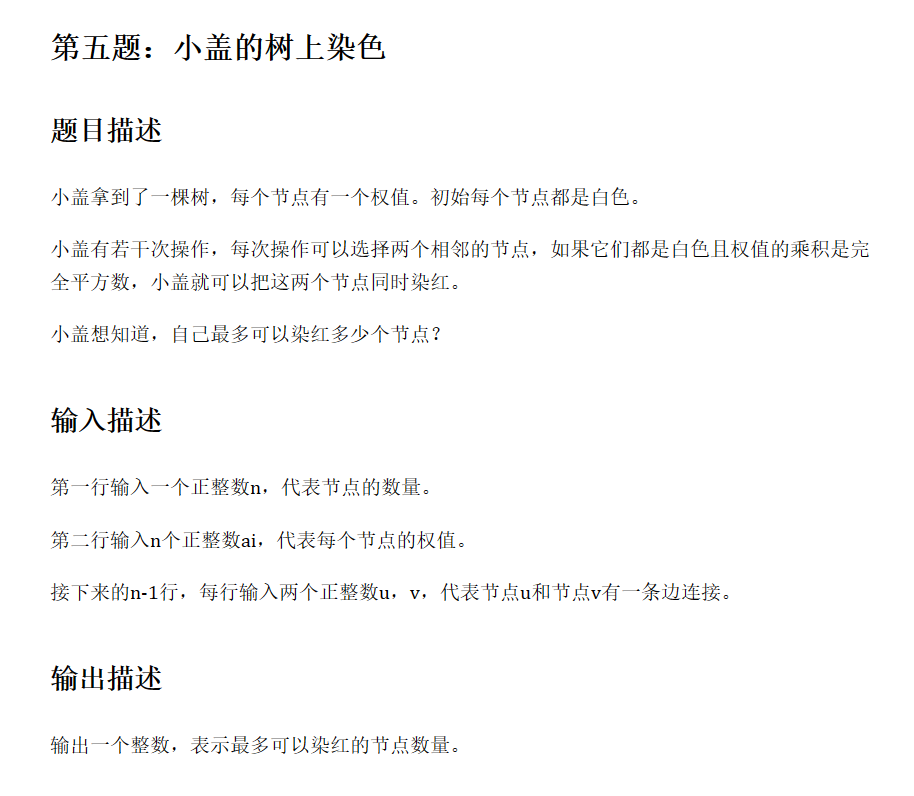 第五题：小盖的树上染色
题目描述
小盖拿到了一棵树，每个节点有一个权值。初始每个节点都是白色。
小盖有若干次操作，每次操作可以选择两个相邻的节点，如果它们都是白色且权值的乘积是完
全平方数，小盖就可以把这两个节点同时染红。
小盖想知道，自己最多可以染红多少个节点？
输入描述
第一行输入一个正整数n，代表节点的数量。
第二行输入n个正整数ai，代表每个节点的权值。
接下来的n-1行，每行输入两个正整数u，v，代表节点u和节点v有一条边连接。
输出描述
输出一个整数，表示最多可以染红的节点数量。